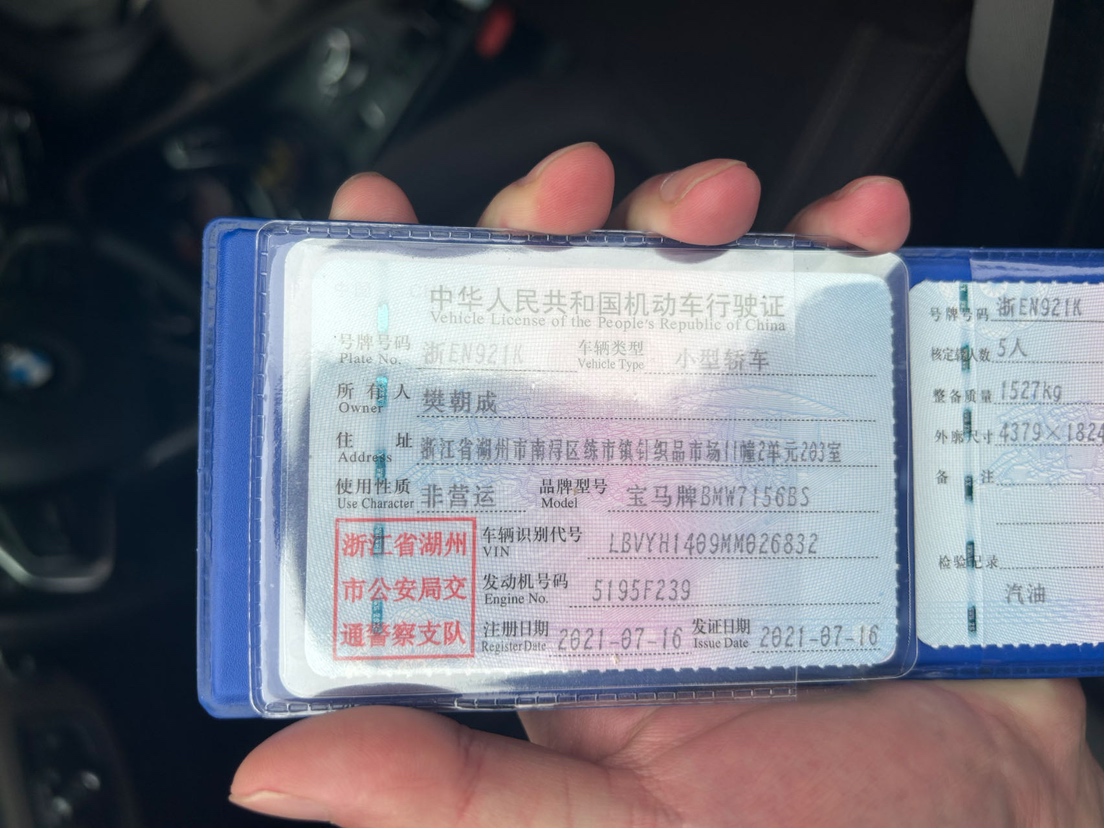 中华人民共和国机动车行驶证
Vehicle License of the People's Republic of China
号牌号码 浙EN921K 车辆类型 小型轿车
Plate No. Vehicle Type
所有人 樊朝成
Owner
住址 浙江省湖州市南浔区练市镇针织品市场11幢2单元203室
Address
使用性质 非营运 品牌型号 宝马牌BMW7156BS
Use Character Model
浙江省湖州
市公安局交
通警察支队
车辆识别代号 LBVYH1409MM026832
VIN
发动机号码 5195F239
Engine No.
注册日期 2021-07-16 发证日期 2021-07-16
Register Date Issue Date
号牌号码 浙EN921K
核定载人数 5人
整备质量 1527kg
外廓尺寸 4379×1824
备注
检验记录
汽油